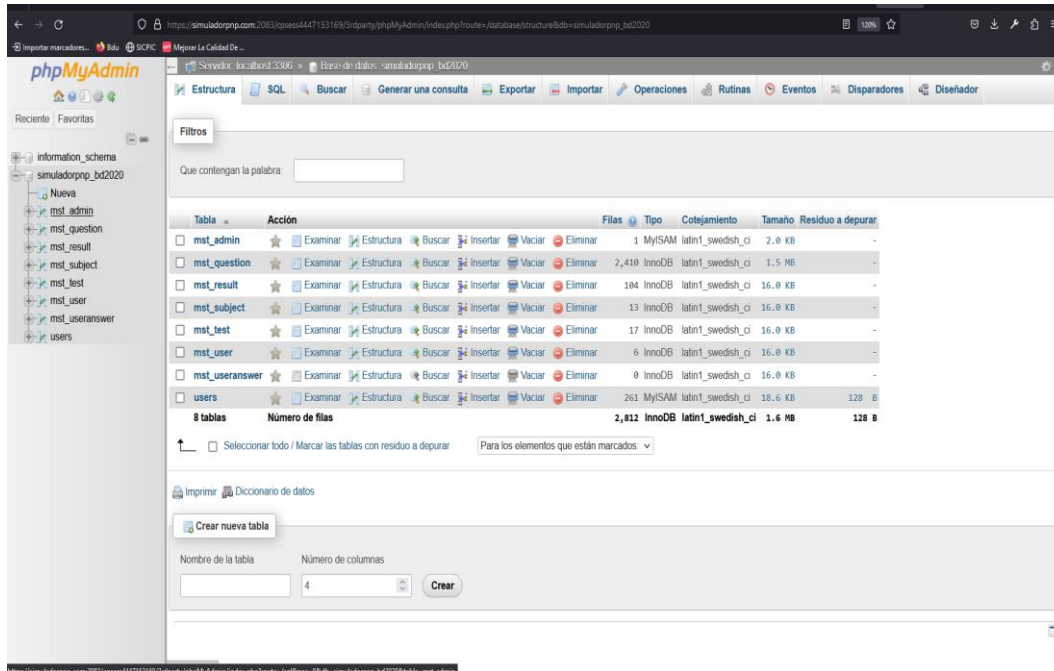 https://simuladorpnp.com:2083/cpsess4447153169/3rdparty/phpMyAdmin/index.php?route=/database/structure&db=simuladorpnp_bd2020
120%
Importar marcadores... Bdu SICPIC Mejorar La Calidad De ...
phpMyAdmin
Reciente Favoritas
information_schema
simuladorpnp_bd2020
Nueva
mst_admin
mst_question
mst_result
mst_subject
mst_test
mst_user
mst_useranswer
users
Servidor: localhost:3306 » Base de datos: simuladorpnp_bd2020
Estructura SQL Buscar Generar una consulta Exportar Importar Operaciones Rutinas Eventos Disparadores Diseñador
Filtros
Que contengan la palabra:
Tabla Acción Filas Tipo Cotejamiento Tamaño Residuo a depurar
mst_admin Examinar Estructura Buscar Insertar Vaciar Eliminar 1 MyISAM latin1_swedish_ci 2.0 KB -
mst_question Examinar Estructura Buscar Insertar Vaciar Eliminar 2,410 InnoDB latin1_swedish_ci 1.5 MB -
mst_result Examinar Estructura Buscar Insertar Vaciar Eliminar 104 InnoDB latin1_swedish_ci 16.0 KB -
mst_subject Examinar Estructura Buscar Insertar Vaciar Eliminar 13 InnoDB latin1_swedish_ci 16.0 KB -
mst_test Examinar Estructura Buscar Insertar Vaciar Eliminar 17 InnoDB latin1_swedish_ci 16.0 KB -
mst_user Examinar Estructura Buscar Insertar Vaciar Eliminar 6 InnoDB latin1_swedish_ci 16.0 KB -
mst_useranswer Examinar Estructura Buscar Insertar Vaciar Eliminar 0 InnoDB latin1_swedish_ci 16.0 KB -
users Examinar Estructura Buscar Insertar Vaciar Eliminar 261 MyISAM latin1_swedish_ci 18.6 KB 128 B
8 tablas Número de filas 2,812 InnoDB latin1_swedish_ci 1.6 MB 128 B
Seleccionar todo / Marcar las tablas con residuo a depurar Para los elementos que están marcados:
Imprimir Diccionario de datos
Crear nueva tabla
Nombre de la tabla Número de columnas
4 Crear